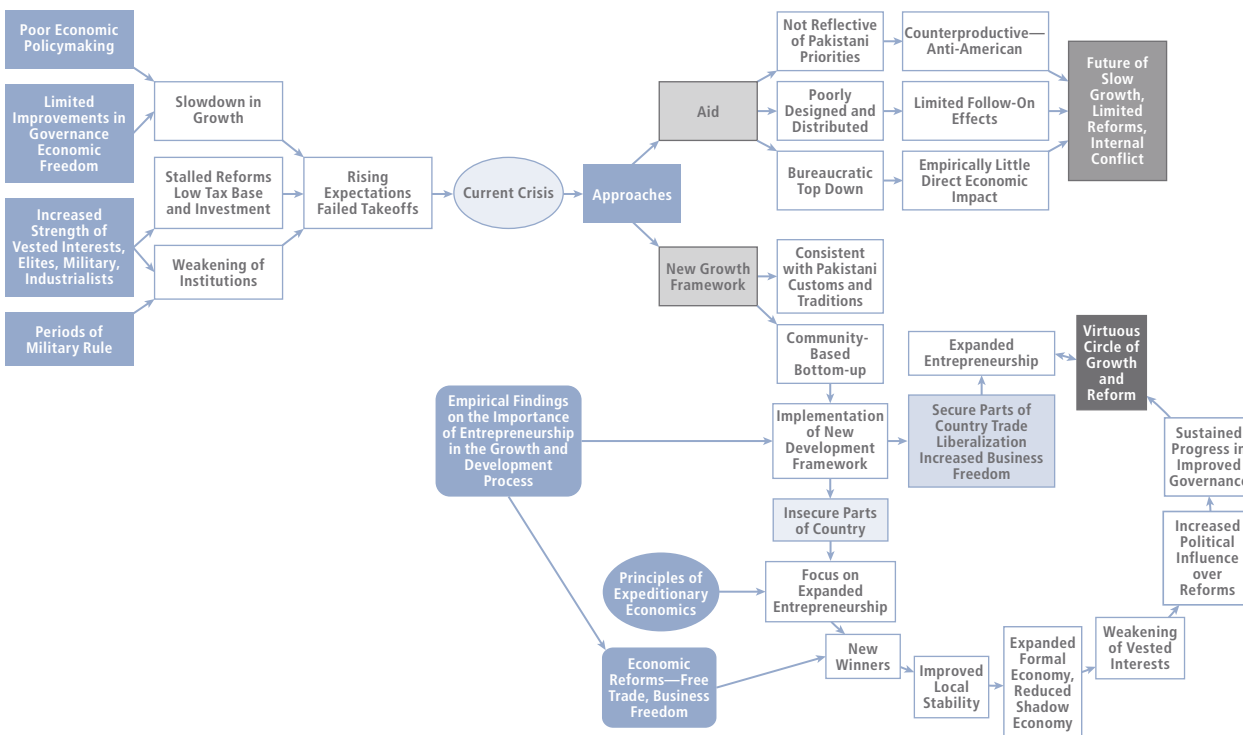 Poor Economic
Policymaking
Limited
Improvements in
Governance
Economic
Freedom
Increased
Strength of
Vested Interests,
Elites, Military,
Industrialists
Periods of
Military Rule
Slowdown in
Growth
Stalled Reforms
Low Tax Base
and Investment
Weakening of
Institutions
Rising
Expectations
Failed Takeoffs
Current Crisis
Approaches
Aid
Not Reflective
of Pakistani
Priorities
Counterproductive—
Anti-American
Poorly
Designed and
Distributed
Limited Follow-On
Effects
Bureaucratic
Top Down
Empirically Little
Direct Economic
Impact
Future of
Slow
Growth,
Limited
Reforms,
Internal
Conflict
New Growth
Framework
Consistent
with Pakistani
Customs and
Traditions
Community-
Based
Bottom-up
Empirical Findings
on the Importance
of Entrepreneurship
in the Growth and
Development
Process
Implementation
of New
Development
Framework
Secure Parts of
Country Trade
Liberalization
Increased Business
Freedom
Expanded
Entrepreneurship
Virtuous
Circle of
Growth
and
Reform
Insecure Parts
of Country
Principles of
Expeditionary
Economics
Focus on
Expanded
Entrepreneurship
Economic
Reforms—Free
Trade, Business
Freedom
New
Winners
Improved
Local
Stability
Expanded
Formal
Economy,
Reduced
Shadow
Economy
Weakening
of Vested
Interests
Increased
Political
Influence
over
Reforms
Sustained
Progress in
Improved
Governance